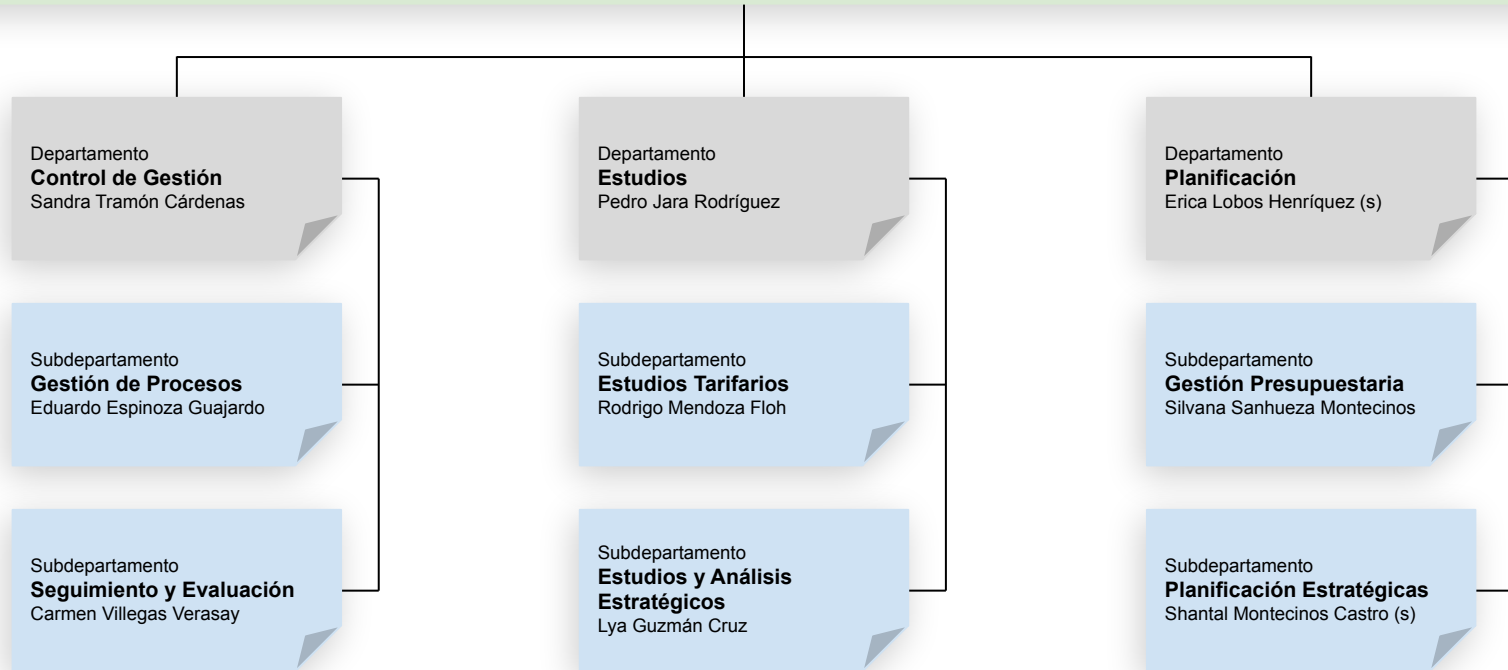 Departamento
Control de Gestión
Sandra Tramón Cárdenas
Departamento
Estudios
Pedro Jara Rodríguez
Departamento
Planificación
Erica Lobos Henríquez (s)
Subdepartamento
Gestión de Procesos
Eduardo Espinoza Guajardo
Subdepartamento
Estudios Tarifarios
Rodrigo Mendoza Floh
Subdepartamento
Gestión Presupuestaria
Silvana Sanhueza Montecinos
Subdepartamento
Seguimiento y Evaluación
Carmen Villegas Verasay
Subdepartamento
Estudios y Análisis
Estratégicos
Lya Guzmán Cruz
Subdepartamento
Planificación Estratégicas
Shantal Montecinos Castro (s)